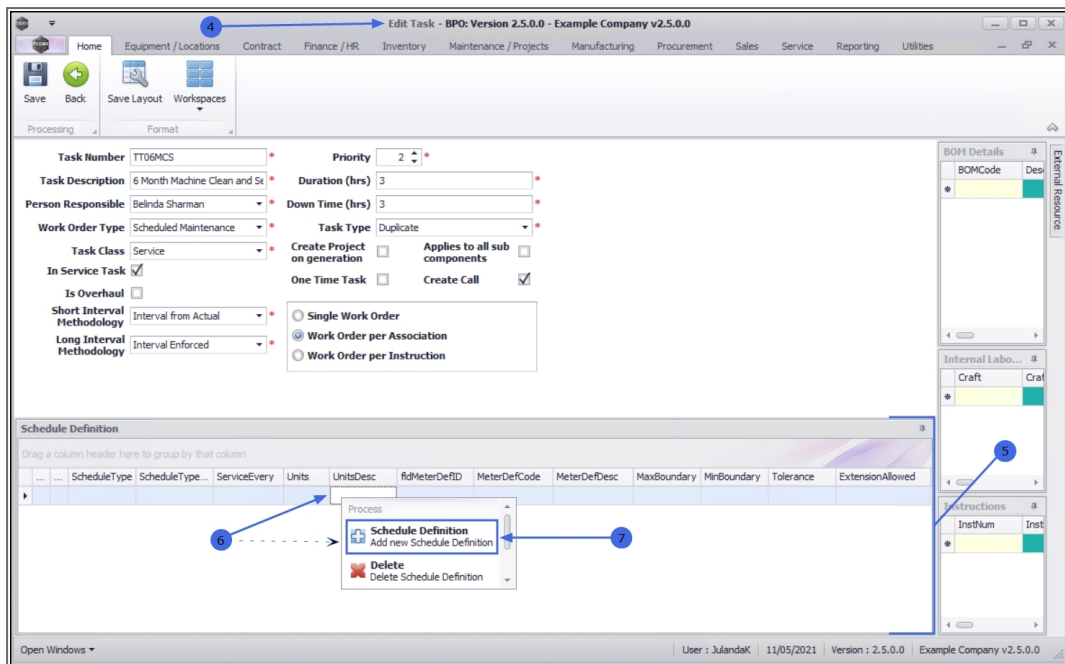 4
Edit Task - BPO: Version 2.5.0.0 - Example Company v2.5.0.0
Home Equipment / Locations Contract Finance / HR Inventory Maintenance / Projects Manufacturing Procurement Sales Service Reporting Utilities
Save Back Save Layout Workspaces
Processing Format
Task Number TT06MCS * Priority 2 *
Task Description 6 Month Machine Clean and Se * Duration (hrs) 3 *
Person Responsible Belinda Sharman * Down Time (hrs) 3 *
Work Order Type Scheduled Maintenance * Task Type Duplicate *
Task Class Service * Create Project on generation Applies to all sub components
In Service Task One Time Task Create Call
Is Overhaul
Short Interval Methodology Interval from Actual * Single Work Order
Long Interval Methodology Interval Enforced * Work Order per Association
Work Order per Instruction
BOM Details
BOMCode Des
External Resource
Internal Labo...
Craft Craf
Instructions
InstNum Inst
Schedule Definition
Drag a column header here to group by that column
... ... ScheduleType ScheduleType... ServiceEvery Units UnitsDesc fldMeterDefID MeterDefCode MeterDefDesc MaxBoundary MinBoundary Tolerance ExtensionAllowed
5
Process
6
Schedule Definition
Add new Schedule Definition
7
Delete
Delete Schedule Definition
Open Windows User : JulandaK 11/05/2021 Version : 2.5.0.0 Example Company v2.5.0.0